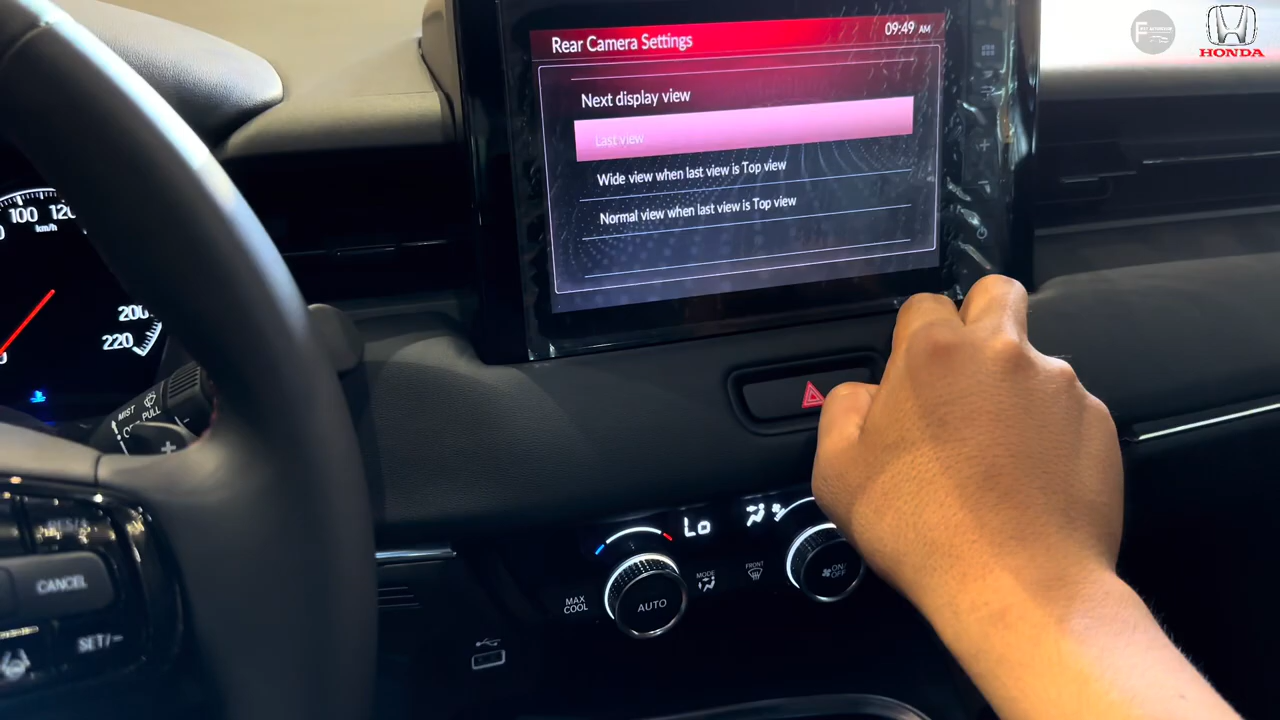 HONDA
Rear Camera Settings
09:49 AM
Next display view
Last view
Wide view when last view is Top view
Normal view when last view is Top view
100 120
km/h
200
220
MIST
PULL
Lo
MAX
COOL
AUTO
MODE
FRONT
ON/
OFF
CANCEL
SET/-